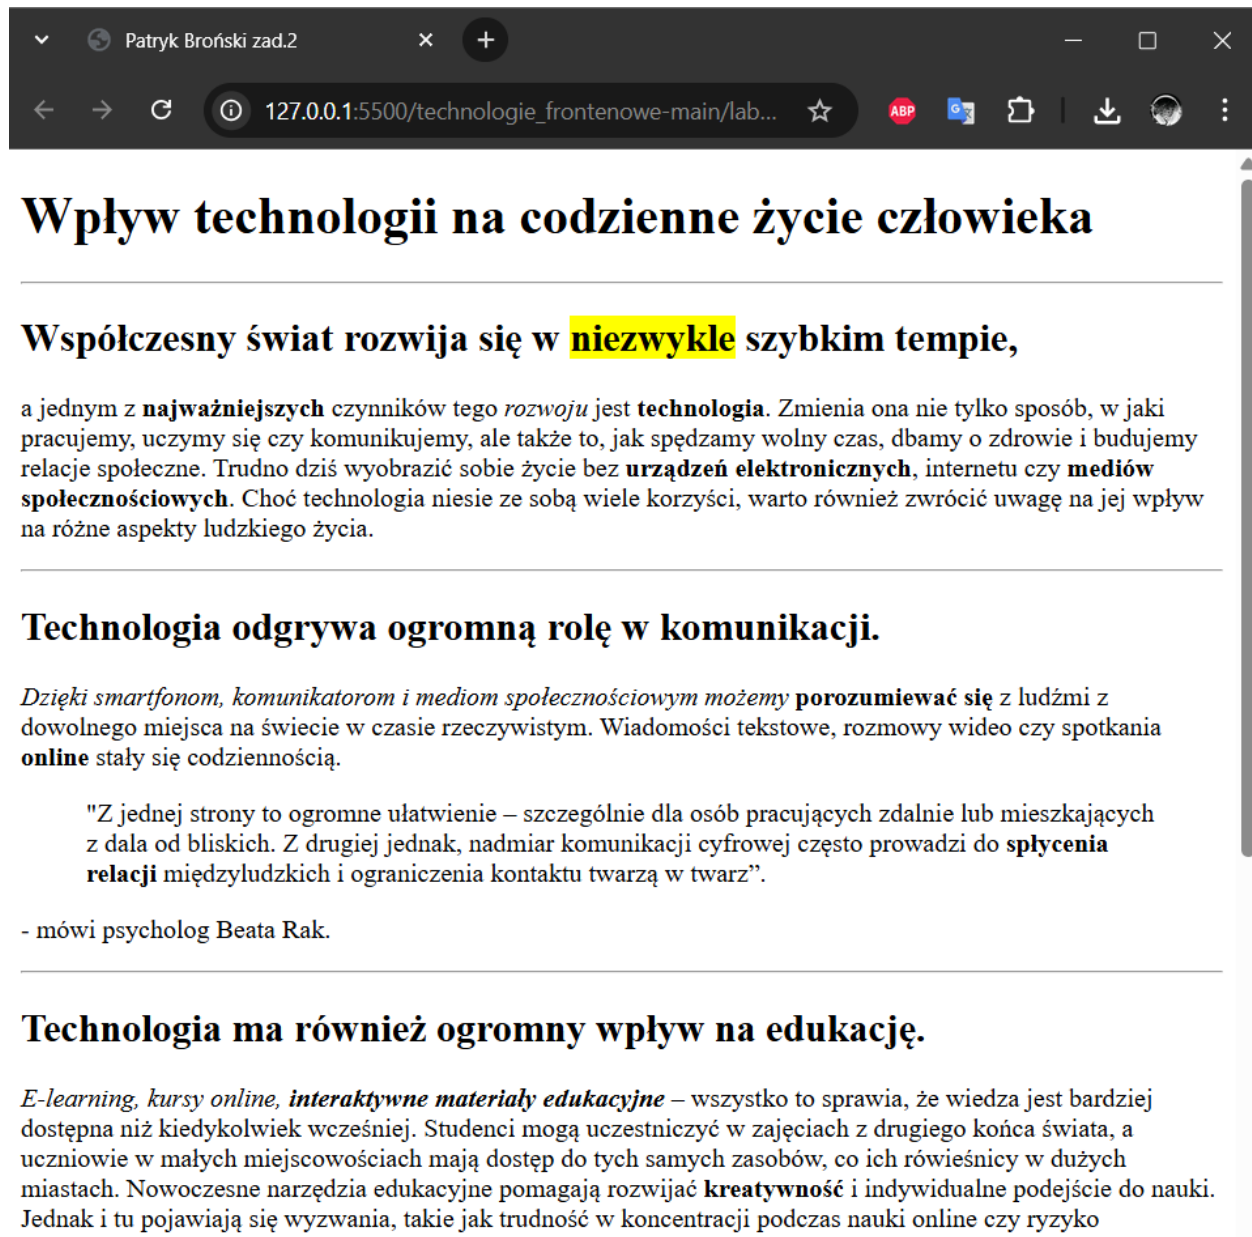 Patryk Broński zad.2
127.0.0.1:5500/technologie_frontenowe-main/lab...
ABP
G
Wpływ technologii na codzienne życie człowieka
Współczesny świat rozwija się w niezwykle szybkim tempie,
a jednym z najważniejszych czynników tego rozwoju jest technologia. Zmienia ona nie tylko sposób, w jaki
pracujemy, uczymy się czy komunikujemy, ale także to, jak spędzamy wolny czas, dbamy o zdrowie i budujemy
relacje społeczne. Trudno dziś wyobrazić sobie życie bez urządzeń elektronicznych, internetu czy mediów
społecznościowych. Choć technologia niesie ze sobą wiele korzyści, warto również zwrócić uwagę na jej wpływ
na różne aspekty ludzkiego życia.
Technologia odgrywa ogromną rolę w komunikacji.
Dzięki smartfonom, komunikatorom i mediom społecznościowym możemy porozumiewać się z ludźmi z
dowolnego miejsca na świecie w czasie rzeczywistym. Wiadomości tekstowe, rozmowy wideo czy spotkania
online stały się codziennością.
"Z jednej strony to ogromne ułatwienie – szczególnie dla osób pracujących zdalnie lub mieszkających
z dala od bliskich. Z drugiej jednak, nadmiar komunikacji cyfrowej często prowadzi do spłycenia
relacji międzyludzkich i ograniczenia kontaktu twarzą w twarz”.
- mówi psycholog Beata Rak.
Technologia ma również ogromny wpływ na edukację.
E-learning, kursy online, interaktywne materiały edukacyjne – wszystko to sprawia, że wiedza jest bardziej
dostępna niż kiedykolwiek wcześniej. Studenci mogą uczestniczyć w zajęciach z drugiego końca świata, a
uczniowie w małych miejscowościach mają dostęp do tych samych zasobów, co ich rówieśnicy w dużych
miastach. Nowoczesne narzędzia edukacyjne pomagają rozwijać kreatywność i indywidualne podejście do nauki.
Jednak i tu pojawiają się wyzwania, takie jak trudność w koncentracji podczas nauki online czy ryzyko